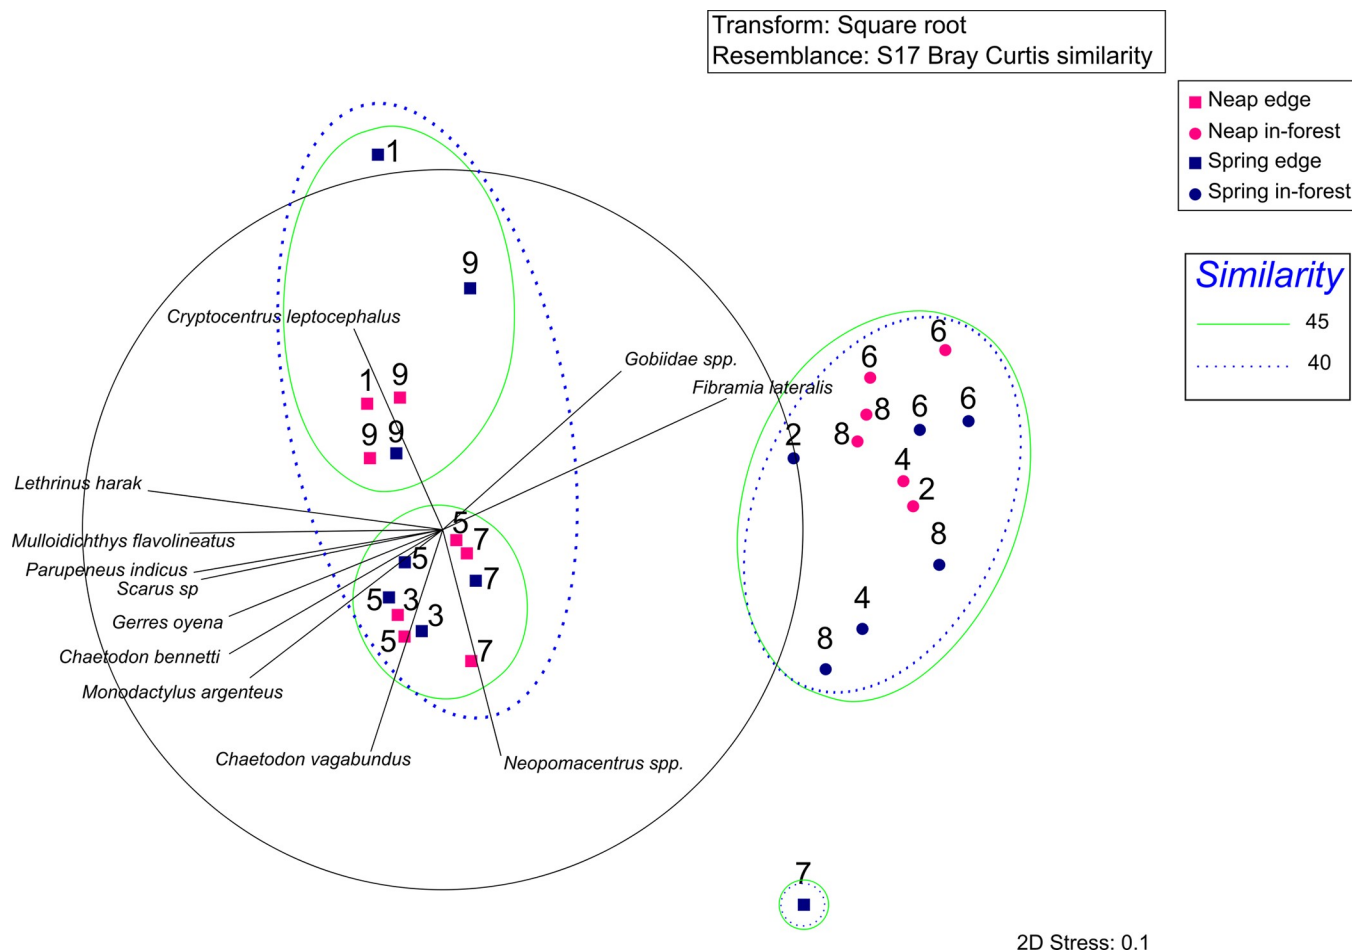 Transform: Square root
Resemblance: S17 Bray Curtis similarity
Neap edge
Neap in-forest
Spring edge
Spring in-forest
Similarity
45
40
1
9
Cryptocentrus leptocephalus
Gobiidae spp.
Fibramia lateralis
1
9
9
9
6
6
6
6
8
8
2
4
2
8
4
8
Lethrinus harak
Mulloidichthys flavolineatus
Parupeneus indicus
Scarus sp
Gerres oyena
Chaetodon bennetti
Monodactylus argenteus
5
7
5
7
5
3
3
5
7
Chaetodon vagabundus
Neopomacentrus spp.
7
2D Stress: 0.1